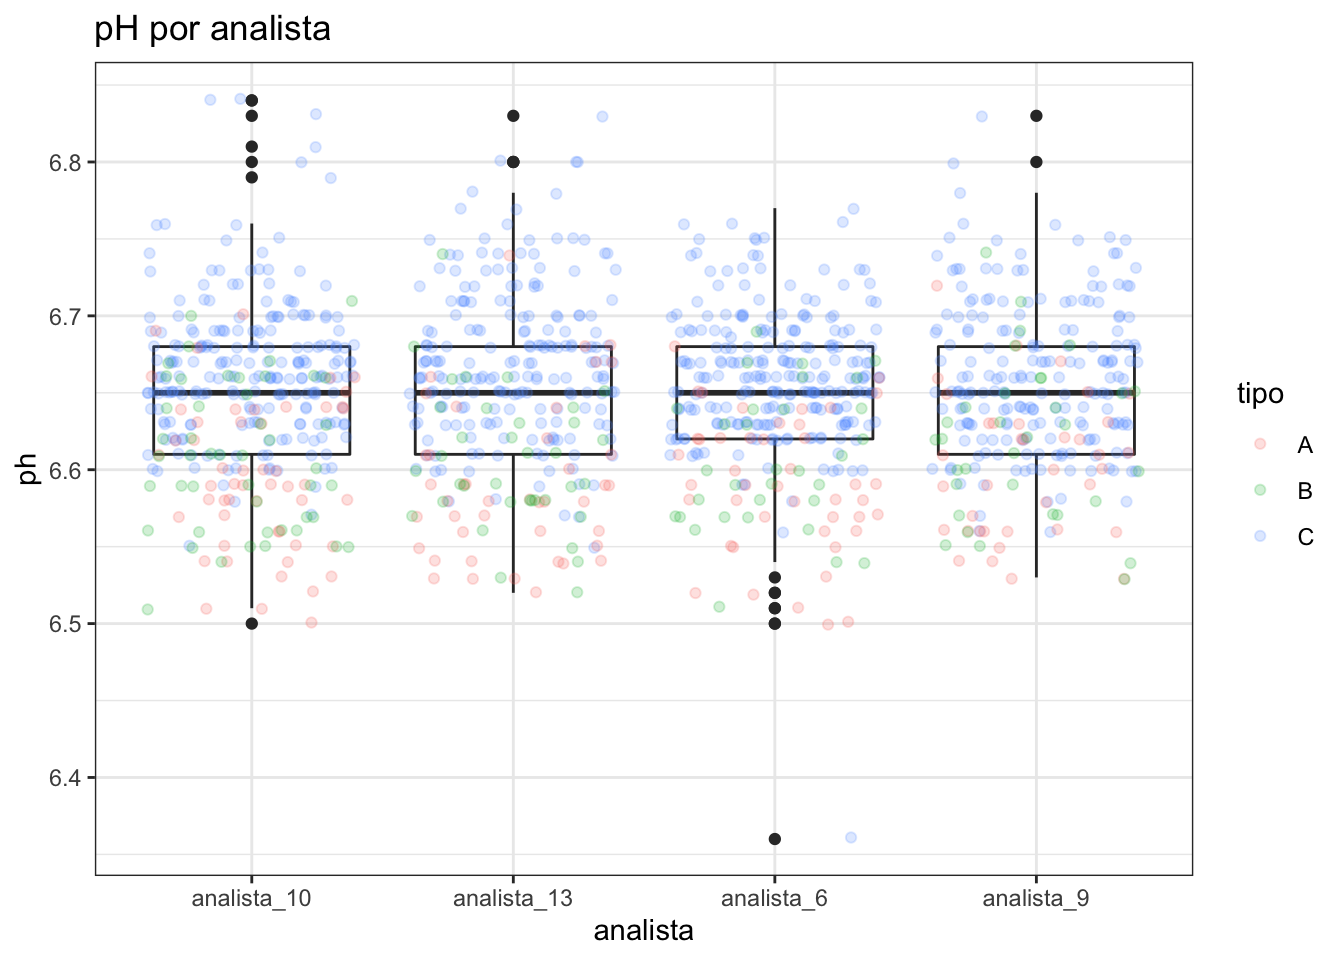 pH por analista
ph
6.8
6.7
6.6
6.5
6.4
analista_10 analista_13 analista_6 analista_9
analista
tipo
A
B
C